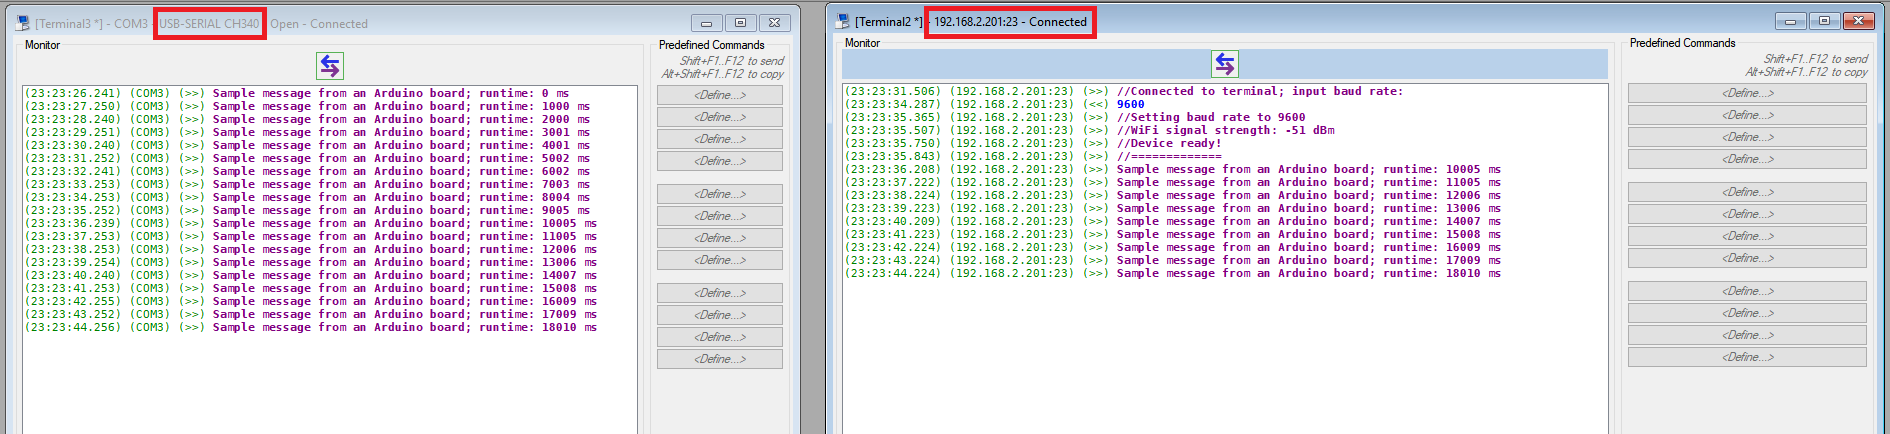 [Terminal3 *] - COM3 - USB-SERIAL CH340 - Open - Connected
Monitor
Predefined Commands
Shift+F1..F12 to send
Alt+Shift+F1..F12 to copy
(23:23:26.241) (COM3) (>>) Sample message from an Arduino board; runtime: 0 ms
(23:23:27.250) (COM3) (>>) Sample message from an Arduino board; runtime: 1000 ms
(23:23:28.240) (COM3) (>>) Sample message from an Arduino board; runtime: 2000 ms
(23:23:29.251) (COM3) (>>) Sample message from an Arduino board; runtime: 3001 ms
(23:23:30.240) (COM3) (>>) Sample message from an Arduino board; runtime: 4001 ms
(23:23:31.252) (COM3) (>>) Sample message from an Arduino board; runtime: 5002 ms
(23:23:32.241) (COM3) (>>) Sample message from an Arduino board; runtime: 6002 ms
(23:23:33.253) (COM3) (>>) Sample message from an Arduino board; runtime: 7003 ms
(23:23:34.253) (COM3) (>>) Sample message from an Arduino board; runtime: 8004 ms
(23:23:35.252) (COM3) (>>) Sample message from an Arduino board; runtime: 9005 ms
(23:23:36.239) (COM3) (>>) Sample message from an Arduino board; runtime: 10005 ms
(23:23:37.253) (COM3) (>>) Sample message from an Arduino board; runtime: 11005 ms
(23:23:38.253) (COM3) (>>) Sample message from an Arduino board; runtime: 12006 ms
(23:23:39.254) (COM3) (>>) Sample message from an Arduino board; runtime: 13006 ms
(23:23:40.240) (COM3) (>>) Sample message from an Arduino board; runtime: 14007 ms
(23:23:41.253) (COM3) (>>) Sample message from an Arduino board; runtime: 15008 ms
(23:23:42.255) (COM3) (>>) Sample message from an Arduino board; runtime: 16009 ms
(23:23:43.252) (COM3) (>>) Sample message from an Arduino board; runtime: 17009 ms
(23:23:44.256) (COM3) (>>) Sample message from an Arduino board; runtime: 18010 ms
<Define...>
<Define...>
<Define...>
<Define...>
<Define...>
<Define...>
<Define...>
<Define...>
<Define...>
<Define...>
<Define...>
<Define...>
[Terminal2 *] - 192.168.2.201:23 - Connected
Monitor
Predefined Commands
Shift+F1..F12 to send
Alt+Shift+F1..F12 to copy
(23:23:31.506) (192.168.2.201:23) (>>) //Connected to terminal; input baud rate:
(23:23:34.287) (192.168.2.201:23) (<<) 9600
(23:23:35.365) (192.168.2.201:23) (>>) //Setting baud rate to 9600
(23:23:35.507) (192.168.2.201:23) (>>) //WiFi signal strength: -51 dBm
(23:23:35.750) (192.168.2.201:23) (>>) //Device ready!
(23:23:35.843) (192.168.2.201:23) (>>) //=============
(23:23:36.208) (192.168.2.201:23) (>>) Sample message from an Arduino board; runtime: 10005 ms
(23:23:37.222) (192.168.2.201:23) (>>) Sample message from an Arduino board; runtime: 11005 ms
(23:23:38.224) (192.168.2.201:23) (>>) Sample message from an Arduino board; runtime: 12006 ms
(23:23:39.223) (192.168.2.201:23) (>>) Sample message from an Arduino board; runtime: 13006 ms
(23:23:40.209) (192.168.2.201:23) (>>) Sample message from an Arduino board; runtime: 14007 ms
(23:23:41.223) (192.168.2.201:23) (>>) Sample message from an Arduino board; runtime: 15008 ms
(23:23:42.224) (192.168.2.201:23) (>>) Sample message from an Arduino board; runtime: 16009 ms
(23:23:43.224) (192.168.2.201:23) (>>) Sample message from an Arduino board; runtime: 17009 ms
(23:23:44.224) (192.168.2.201:23) (>>) Sample message from an Arduino board; runtime: 18010 ms
<Define...>
<Define...>
<Define...>
<Define...>
<Define...>
<Define...>
<Define...>
<Define...>
<Define...>
<Define...>
<Define...>
<Define...>